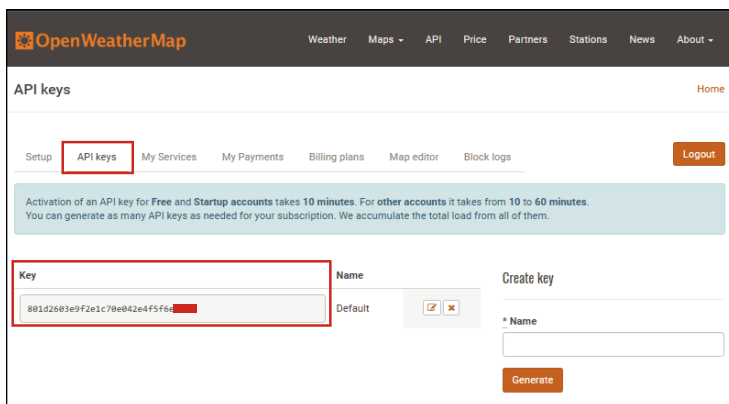 OpenWeatherMap
Weather Maps API Price Partners Stations News About
API keys Home
Setup API keys My Services My Payments Billing plans Map editor Block logs Logout
Activation of an API key for Free and Startup accounts takes 10 minutes. For other accounts it takes from 10 to 60 minutes.
You can generate as many API keys as needed for your subscription. We accumulate the total load from all of them.
Key Name Create key
801d2603e9f2e1c70e042e4f5f6e Default
* Name
Generate